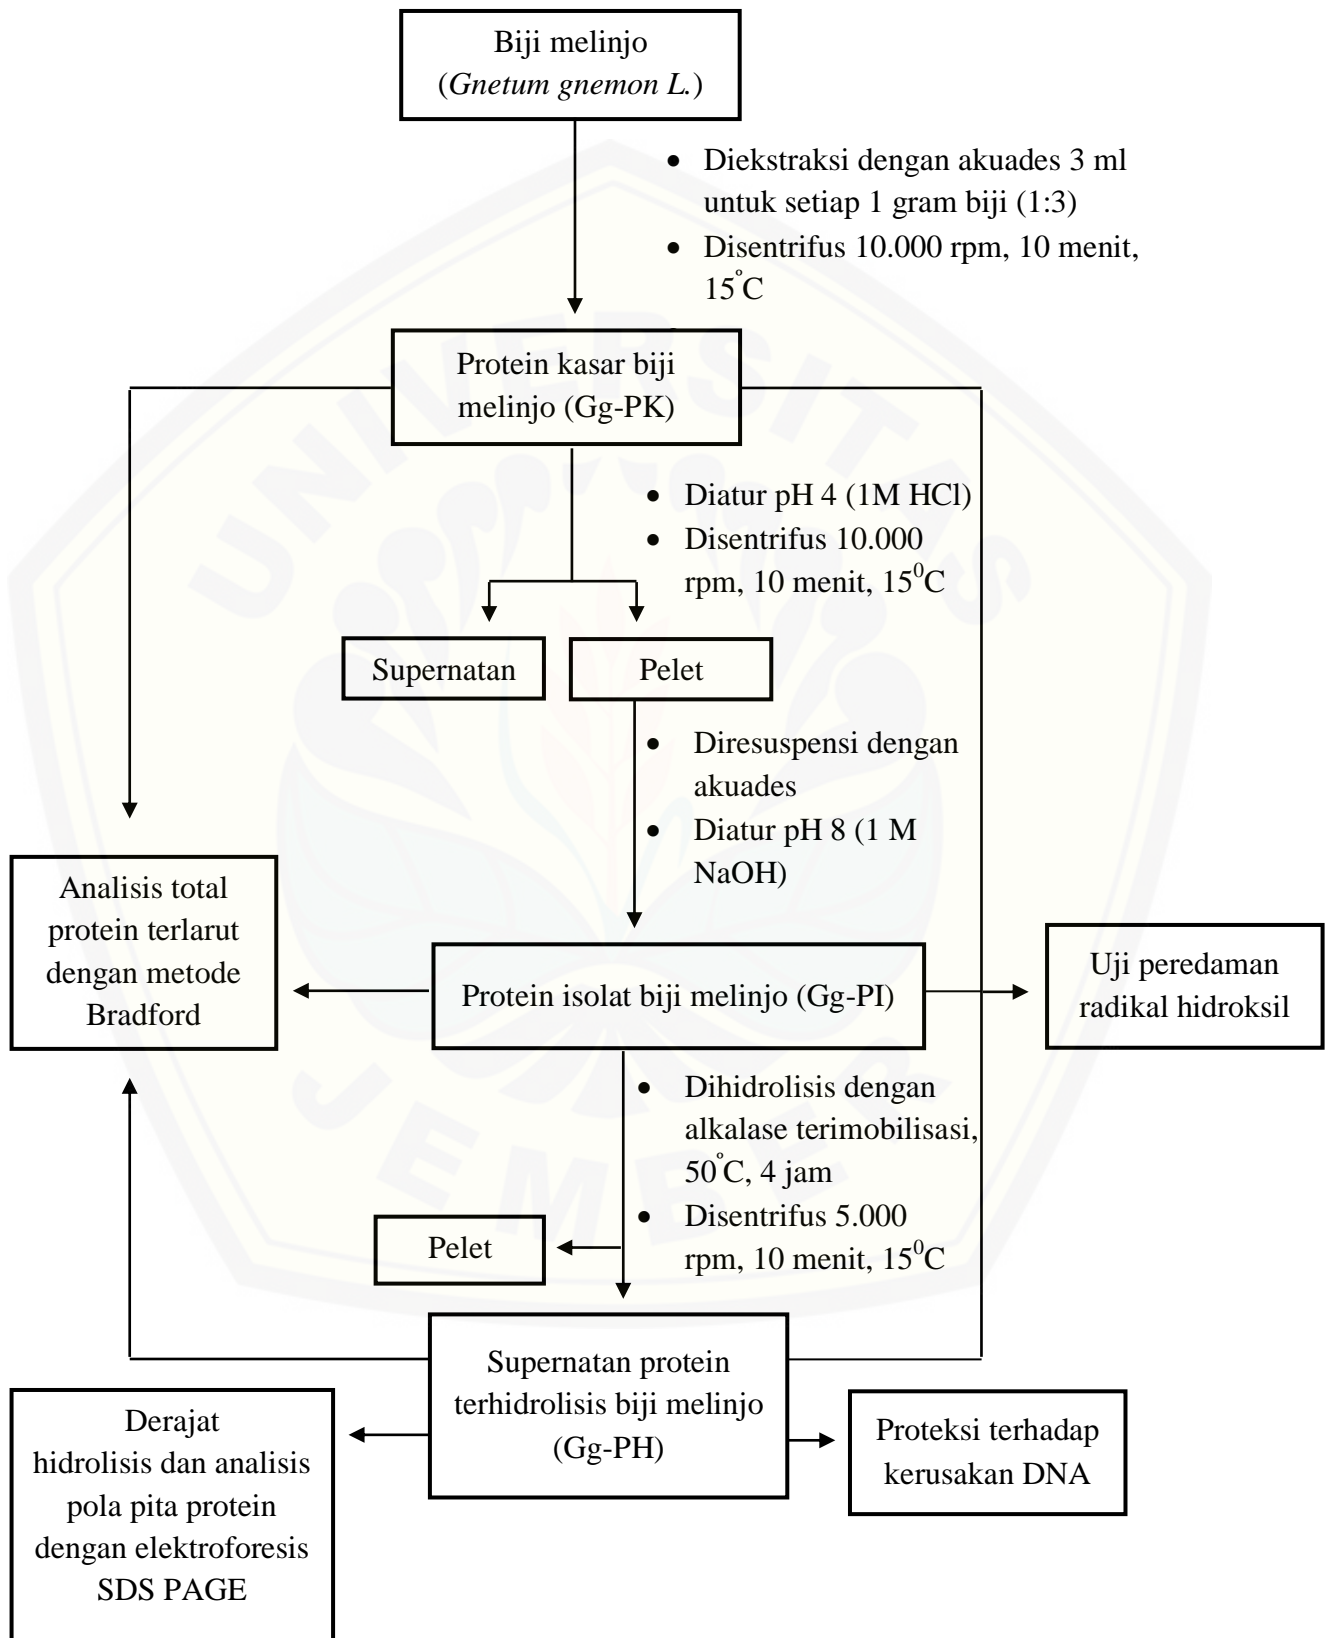 Biji melinjo
(Gnetum gnemon L.)
• Diekstraksi dengan akuades 3 ml
untuk setiap 1 gram biji (1:3)
• Disentrifus 10.000 rpm, 10 menit,
15°C
Protein kasar biji
melinjo (Gg-PK)
• Diatur pH 4 (1M HCl)
• Disentrifus 10.000
rpm, 10 menit, 15⁰C
Supernatan
Pelet
• Diresuspensi dengan
akuades
• Diatur pH 8 (1 M
NaOH)
Analisis total
protein terlarut
dengan metode
Bradford
Protein isolat biji melinjo (Gg-PI)
Uji peredaman
radikal hidroksil
• Dihidrolisis dengan
alkalase terimobilisasi,
50°C, 4 jam
• Disentrifus 5.000
rpm, 10 menit, 15⁰C
Pelet
Supernatan protein
terhidrolisis biji melinjo
(Gg-PH)
Derajat
hidrolisis dan analisis
pola pita protein
dengan elektroforesis
SDS PAGE
Proteksi terhadap
kerusakan DNA
UNIVERSITAS
JEMBER